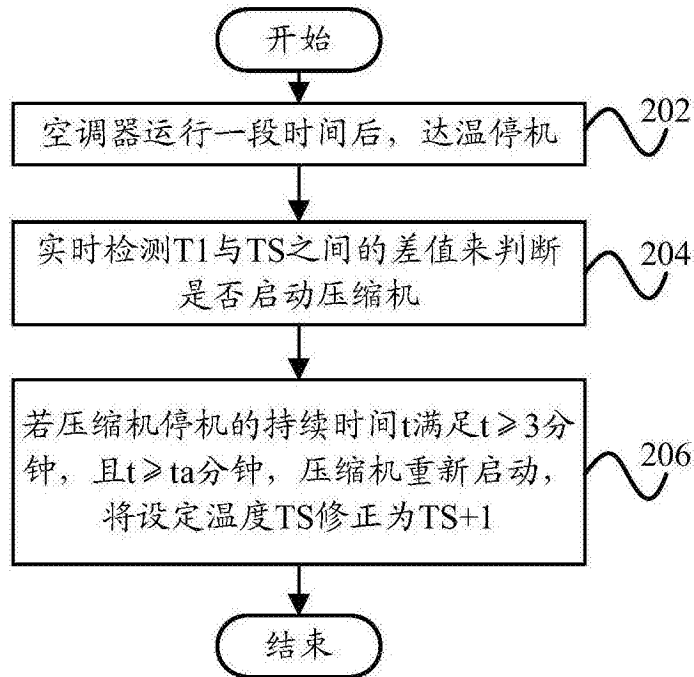 开始
空调器运行一段时间后，达温停机
202
实时检测T1与TS之间的差值来判断
是否启动压缩机
204
若压缩机停机的持续时间t满足t≥3分
钟，且t≥ta分钟，压缩机重新启动，
将设定温度TS修正为TS+1
206
结束